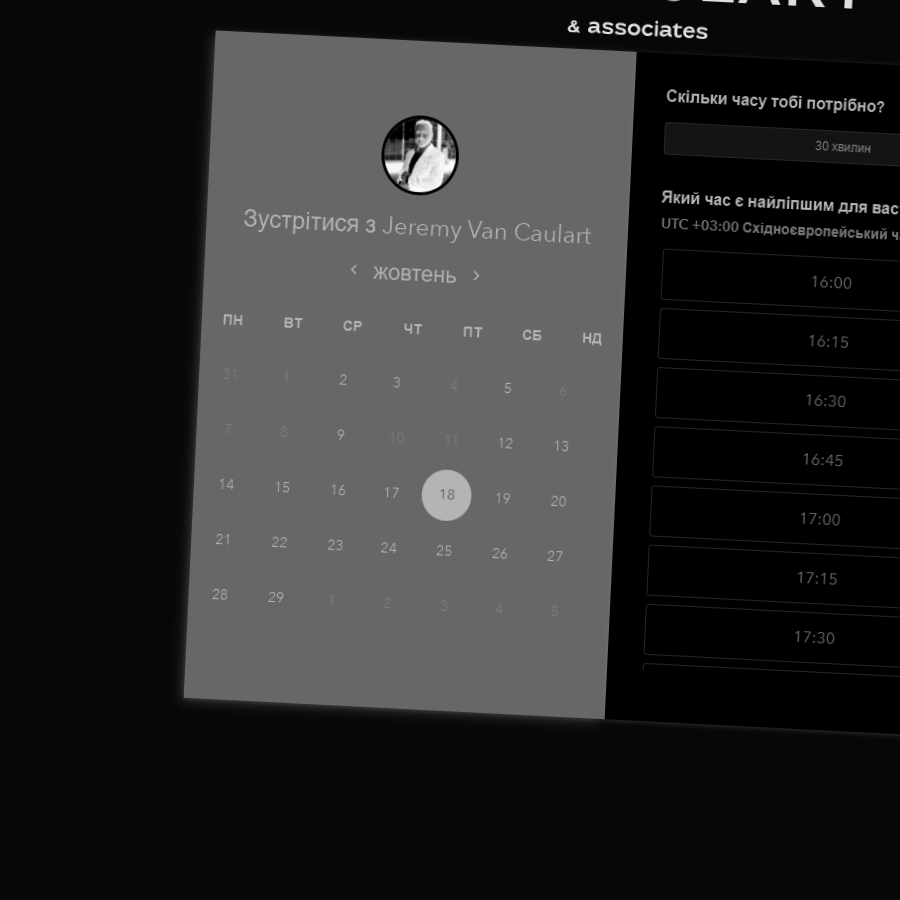 & associates
Зустрітися з Jeremy Van Caulart
‹ жовтень ›
ПН ВТ СР ЧТ ПТ СБ НД
31 1 2 3 4 5 6
7 8 9 10 11 12 13
14 15 16 17 18 19 20
21 22 23 24 25 26 27
28 29 1 2 3 4 5
Скільки часу тобі потрібно?
30 хвилин
Який час є найліпшим для вас
UTC +03:00 Східноєвропейський
16:00
16:15
16:30
16:45
17:00
17:15
17:30